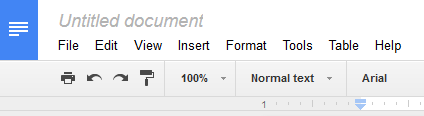 Untitled document
File Edit View Insert Format Tools Table Help
100% Normal text Arial
1